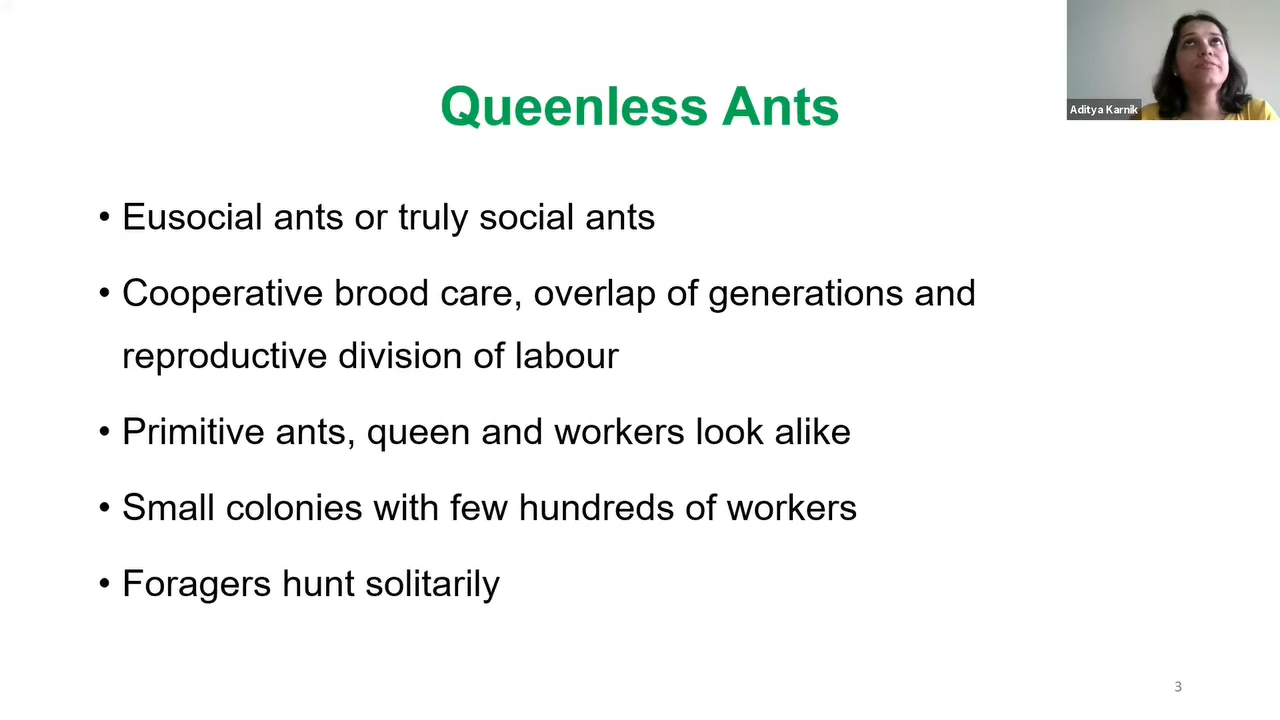 Queenless Ants
Aditya Karnik
• Eusocial ants or truly social ants
• Cooperative brood care, overlap of generations and
reproductive division of labour
• Primitive ants, queen and workers look alike
• Small colonies with few hundreds of workers
• Foragers hunt solitarily
3